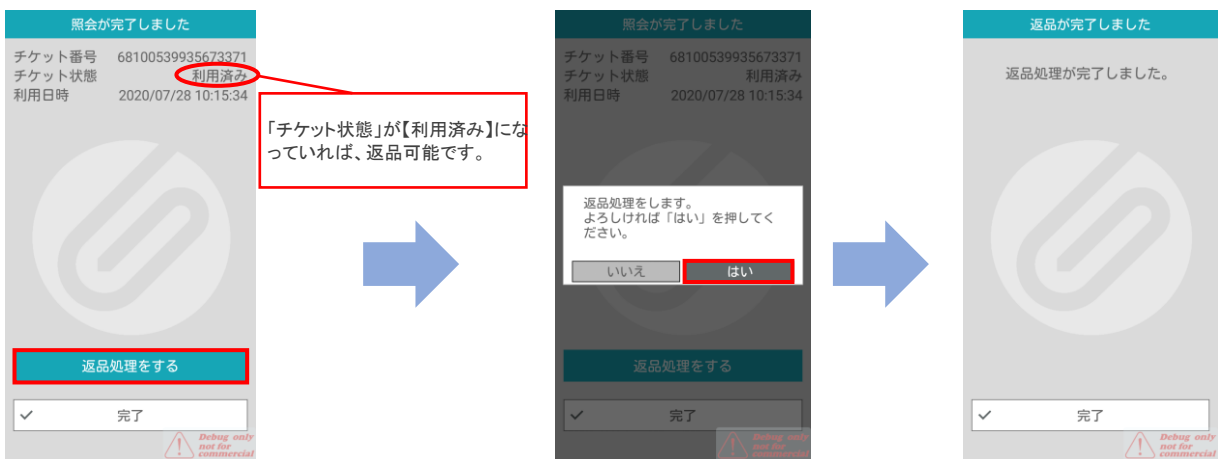 照会が完了しました
チケット番号 68100539935673371
チケット状態 利用済み
利用日時 2020/07/28 10:15:34
「チケット状態」が【利用済み】にな
っていれば、返品可能です。
返品処理をする
完了
Debug only
not for
commercial
照会が完了しました
チケット番号 68100539935673371
チケット状態 利用済み
利用日時 2020/07/28 10:15:34
返品処理をします。
よろしければ「はい」を押してく
ださい。
いいえ はい
返品処理をする
完了
Debug only
not for
commercial
返品が完了しました
返品処理が完了しました。
完了
Debug only
not for
commercial